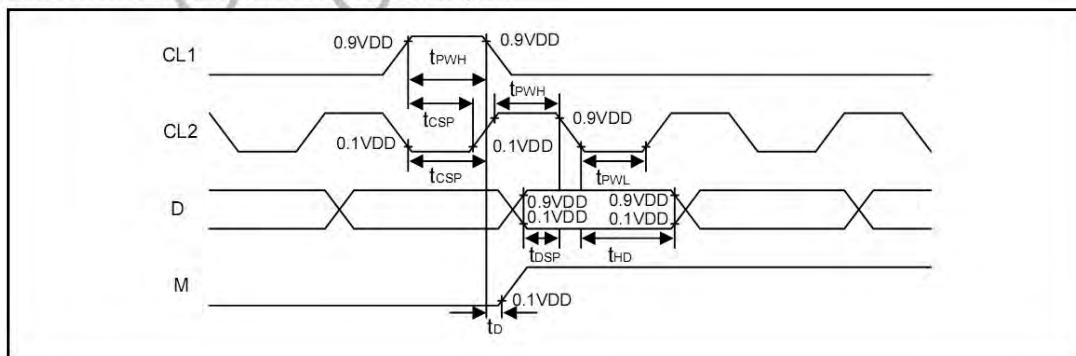 0.9VDD 0.9VDD
CL1
tPWH
tPWH
tCSP
CL2
0.9VDD
0.1VDD 0.1VDD
tCSP
tPWL
D
0.9VDD 0.9VDD
0.1VDD 0.1VDD
tDSP tHD
M
0.1VDD
tD